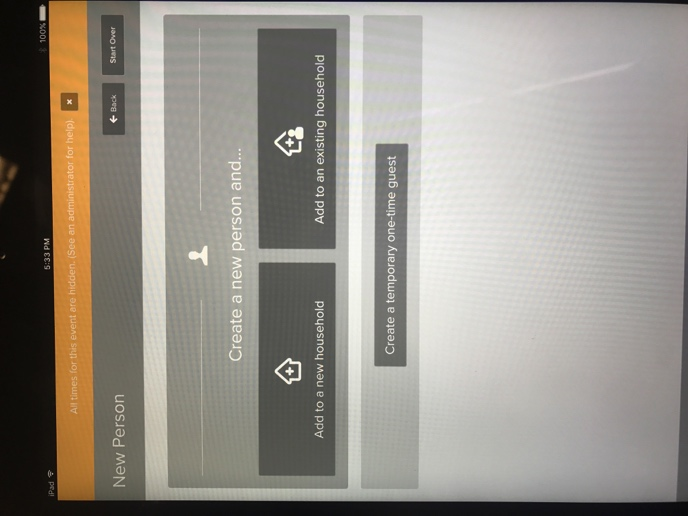 iPad
5:33 PM
100%
All times for this event are hidden. (See an administrator for help)
×
New Person
← Back
Start Over
Create a new person and...
Add to a new household
Add to an existing household
Create a temporary one-time guest